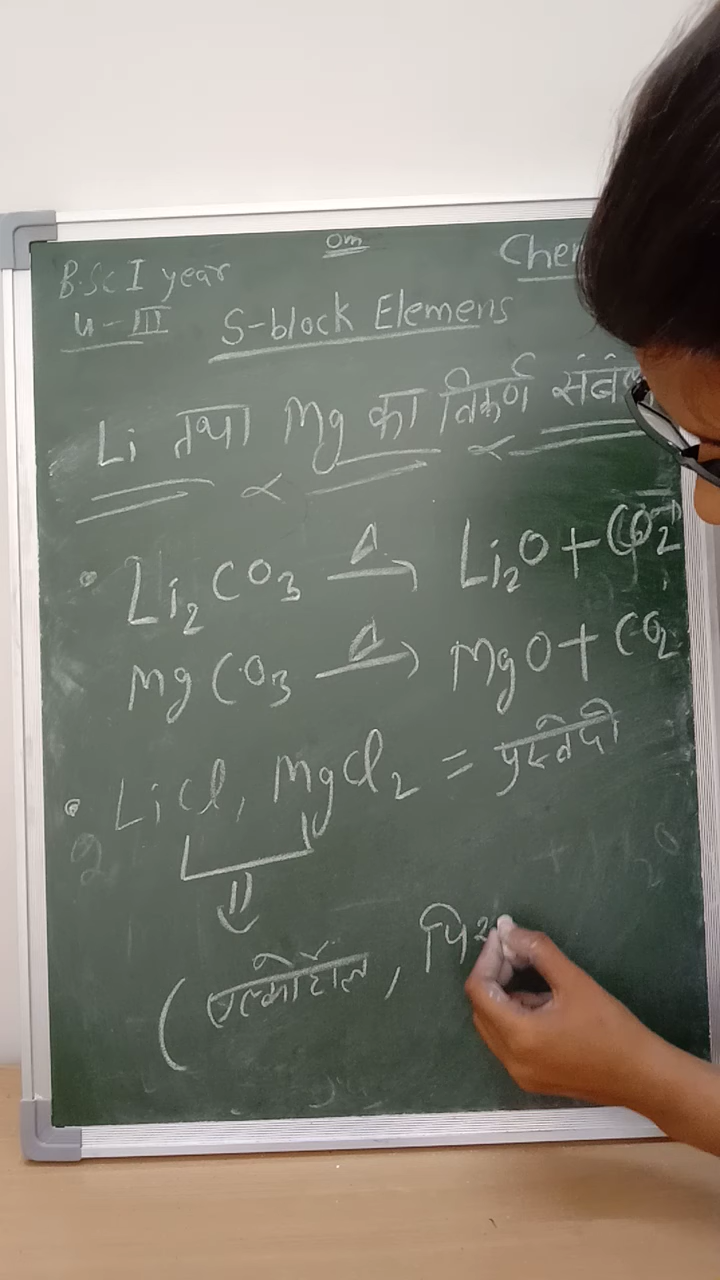 Om
B.Sc I year
U-III
Chem
S-block Elemens
Li तथा Mg का विकर्ण संबंध
Li₂CO₃ Δ→ Li₂O + CO₂
MgCO₃ Δ→ MgO + CO₂
LiCl, MgCl₂ = प्रस्वेदी
(एल्कोहॉल, पि